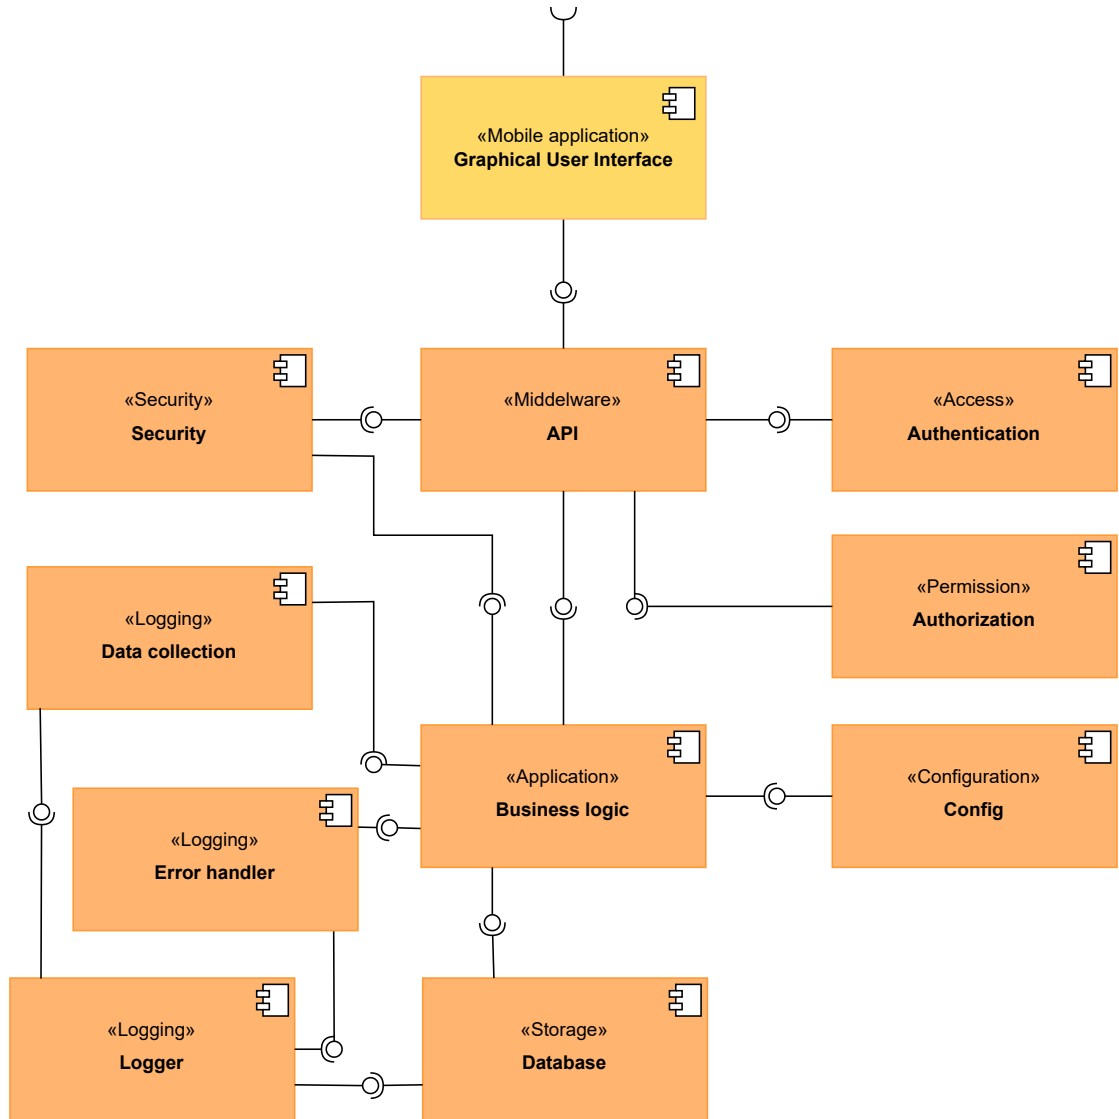 «Mobile application»
Graphical User Interface
«Security»
Security
«Middelware»
API
«Access»
Authentication
«Permission»
Authorization
«Logging»
Data collection
«Application»
Business logic
«Configuration»
Config
«Logging»
Error handler
«Logging»
Logger
«Storage»
Database